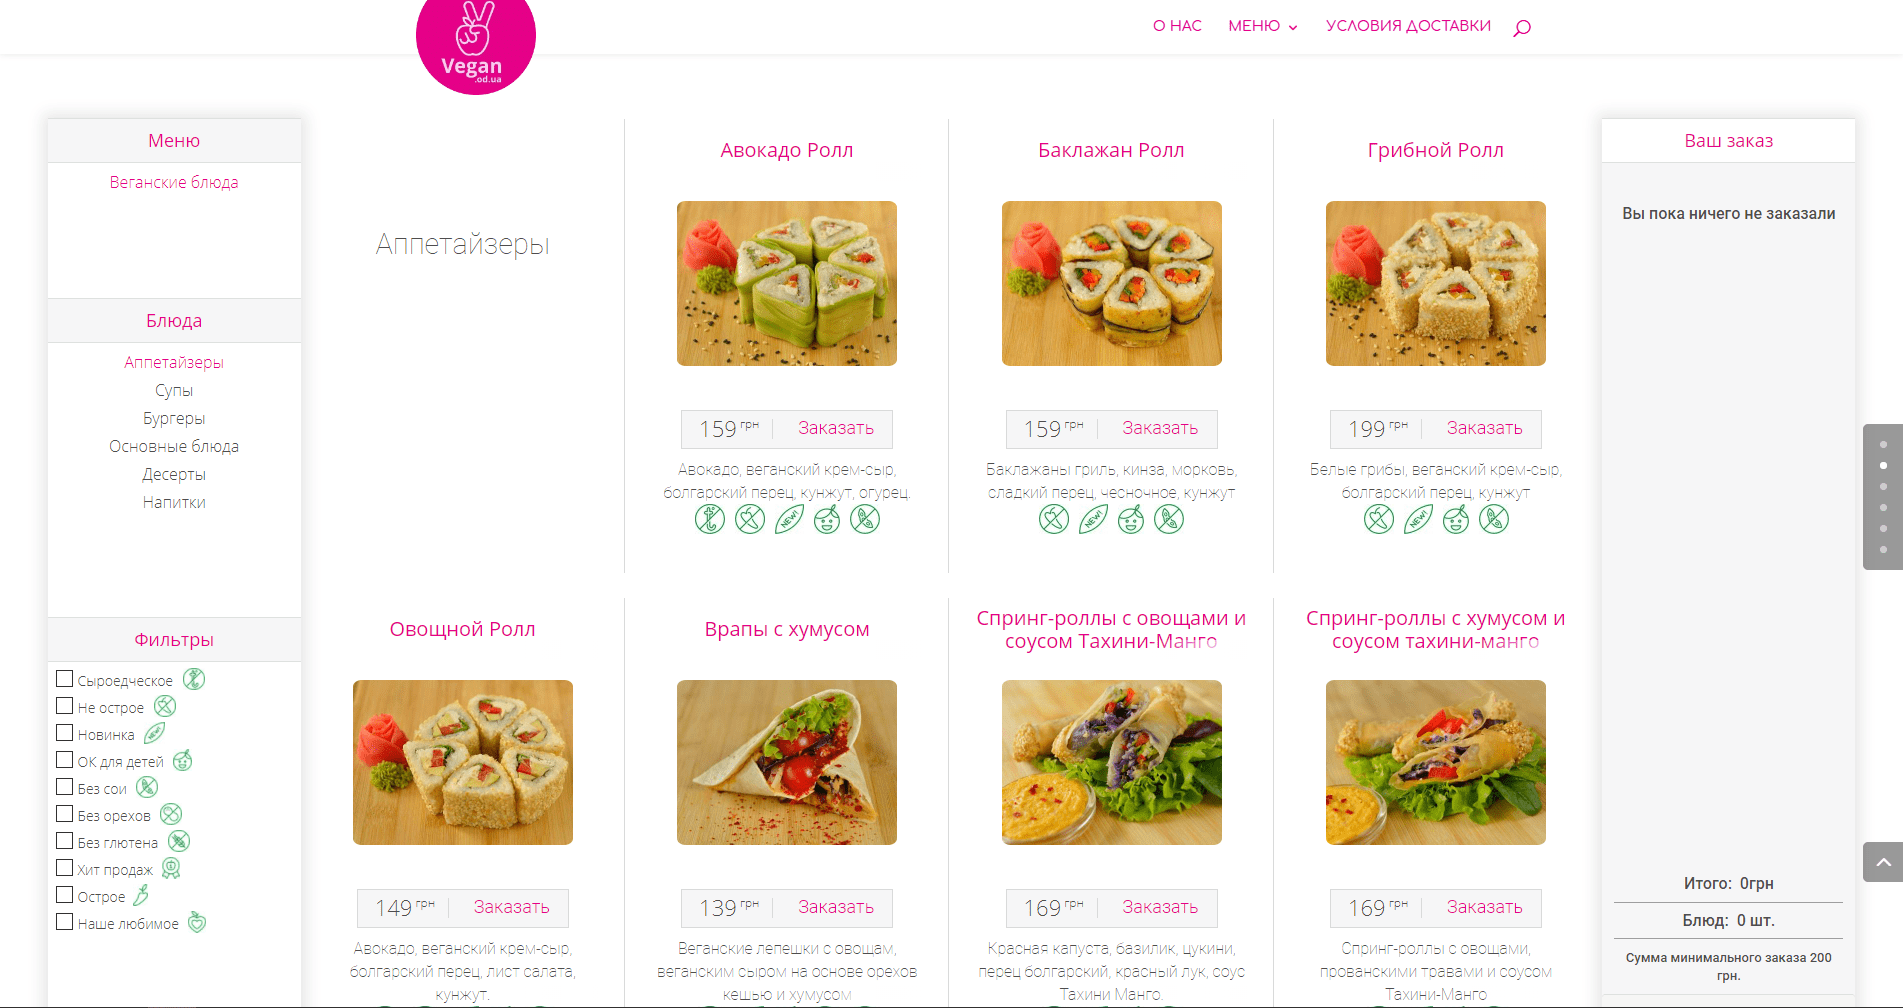 Vegan
.od.ua
О НАС
МЕНЮ
УСЛОВИЯ ДОСТАВКИ
Меню
Веганские блюда
Блюда
Аппетайзеры
Супы
Бургеры
Основные блюда
Десерты
Напитки
Фильтры
Сыроедческое
Не острое
Новинка
ОК для детей
Без сои
Без орехов
Без глютена
Хит продаж
Острое
Наше любимое
Аппетайзеры
Авокадо Ролл
159 грн Заказать
Авокадо, веганский крем-сыр,
болгарский перец, кунжут, огурец.
NEW!
Баклажан Ролл
159 грн Заказать
Баклажаны гриль, кинза, морковь,
сладкий перец, чесночное, кунжут
NEW!
Грибной Ролл
199 грн Заказать
Белые грибы, веганский крем-сыр,
болгарский перец, кунжут
NEW!
Овощной Ролл
149 грн Заказать
Авокадо, веганский крем-сыр,
болгарский перец, лист салата,
кунжут.
Врапы с хумусом
139 грн Заказать
Веганские лепешки с овощам,
веганским сыром на основе орехов
кешью и хумусом
Спринг-роллы с овощами и
соусом Тахини-Манго
169 грн Заказать
Красная капуста, базилик, цукини,
перец болгарский, красный лук, соус
Тахини Манго.
Спринг-роллы с хумусом и
соусом тахини-манго
169 грн Заказать
Спринг-роллы с овощами,
прованскими травами и соусом
Тахини-Манго
Ваш заказ
Вы пока ничего не заказали
Итого: 0грн
Блюд: 0 шт.
Сумма минимального заказа 200
грн.